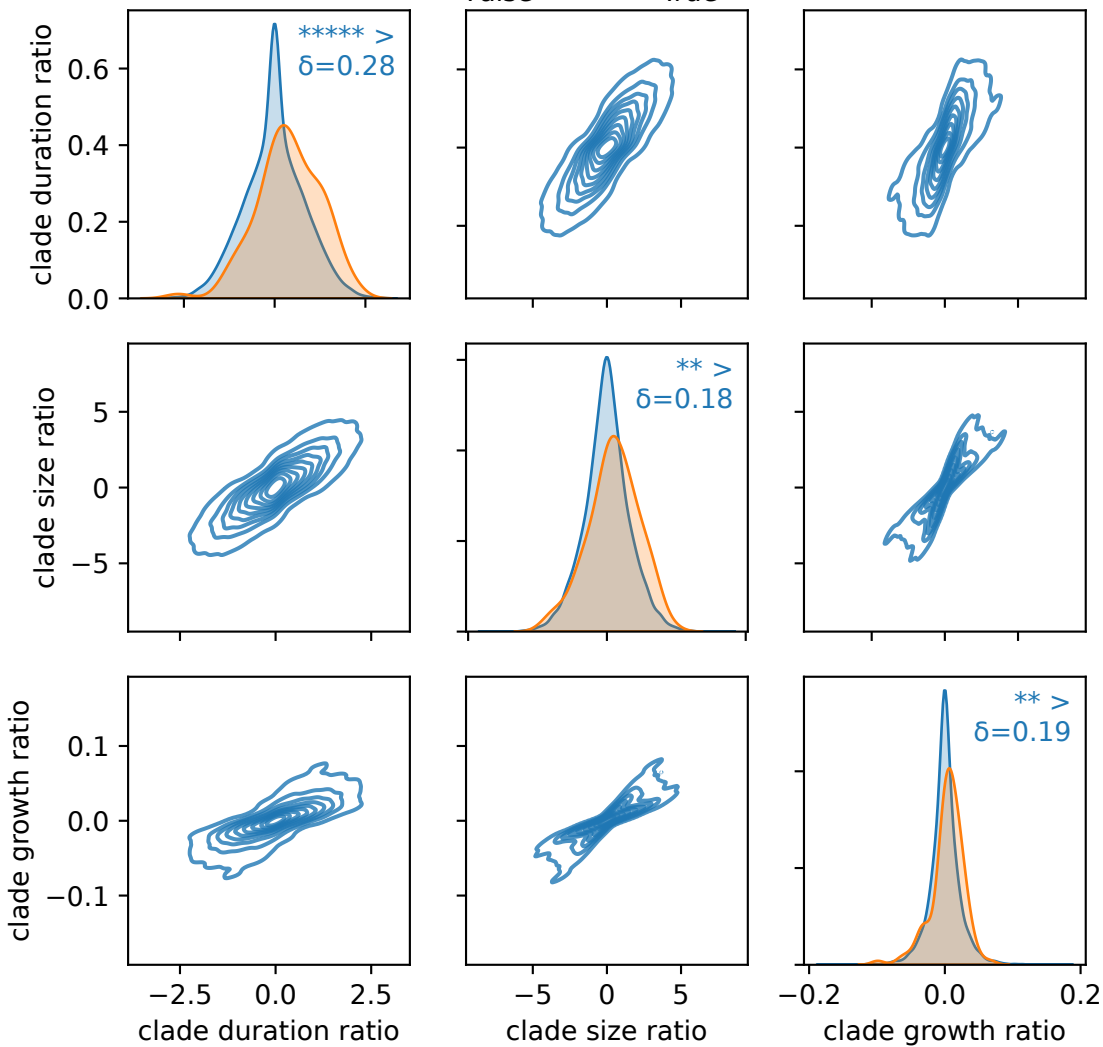 ***** >
δ=0.28
clade duration ratio
0.6
0.4
0.2
0.0
** >
δ=0.18
clade size ratio
5
0
−5
** >
δ=0.19
clade growth ratio
0.1
0.0
−0.1
−2.5 0.0 2.5 −5 0 5 −0.2 0.0 0.2
clade duration ratio clade size ratio clade growth ratio